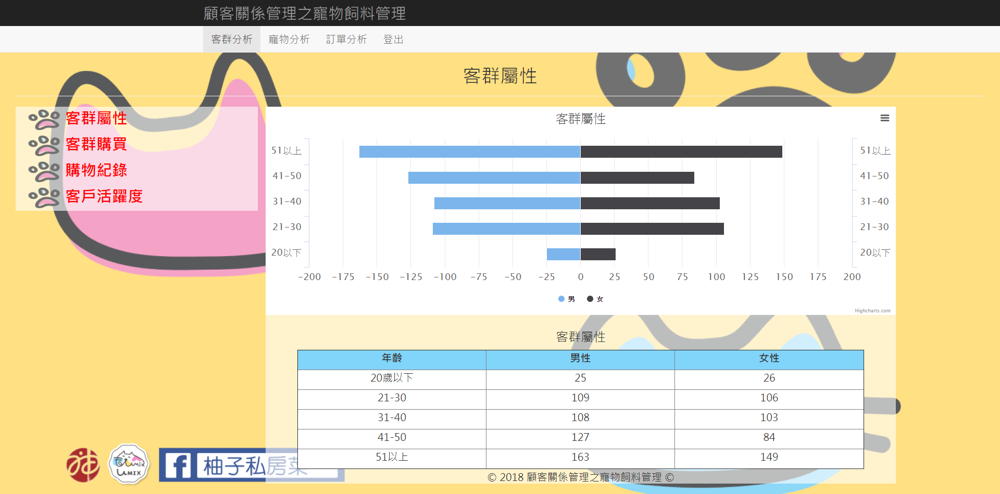 顧客關係管理之寵物飼料管理
客群分析 寵物分析 訂單分析 登出
客群屬性
客群屬性
客群購買
購物紀錄
客戶活躍度
客群屬性
51以上 51以上
41-50 41-50
31-40 31-40
21-30 21-30
20以下 20以下
-200 -175 -150 -125 -100 -75 -50 -25 0 25 50 75 100 125 150 175 200
男 女
Highcharts.com
客群屬性
年齡 男性 女性
20歲以下 25 26
21-30 109 106
31-40 108 103
41-50 127 84
51以上 163 149
f 柚子私房菜
LAMIX
© 2018 顧客關係管理之寵物飼料管理 ©